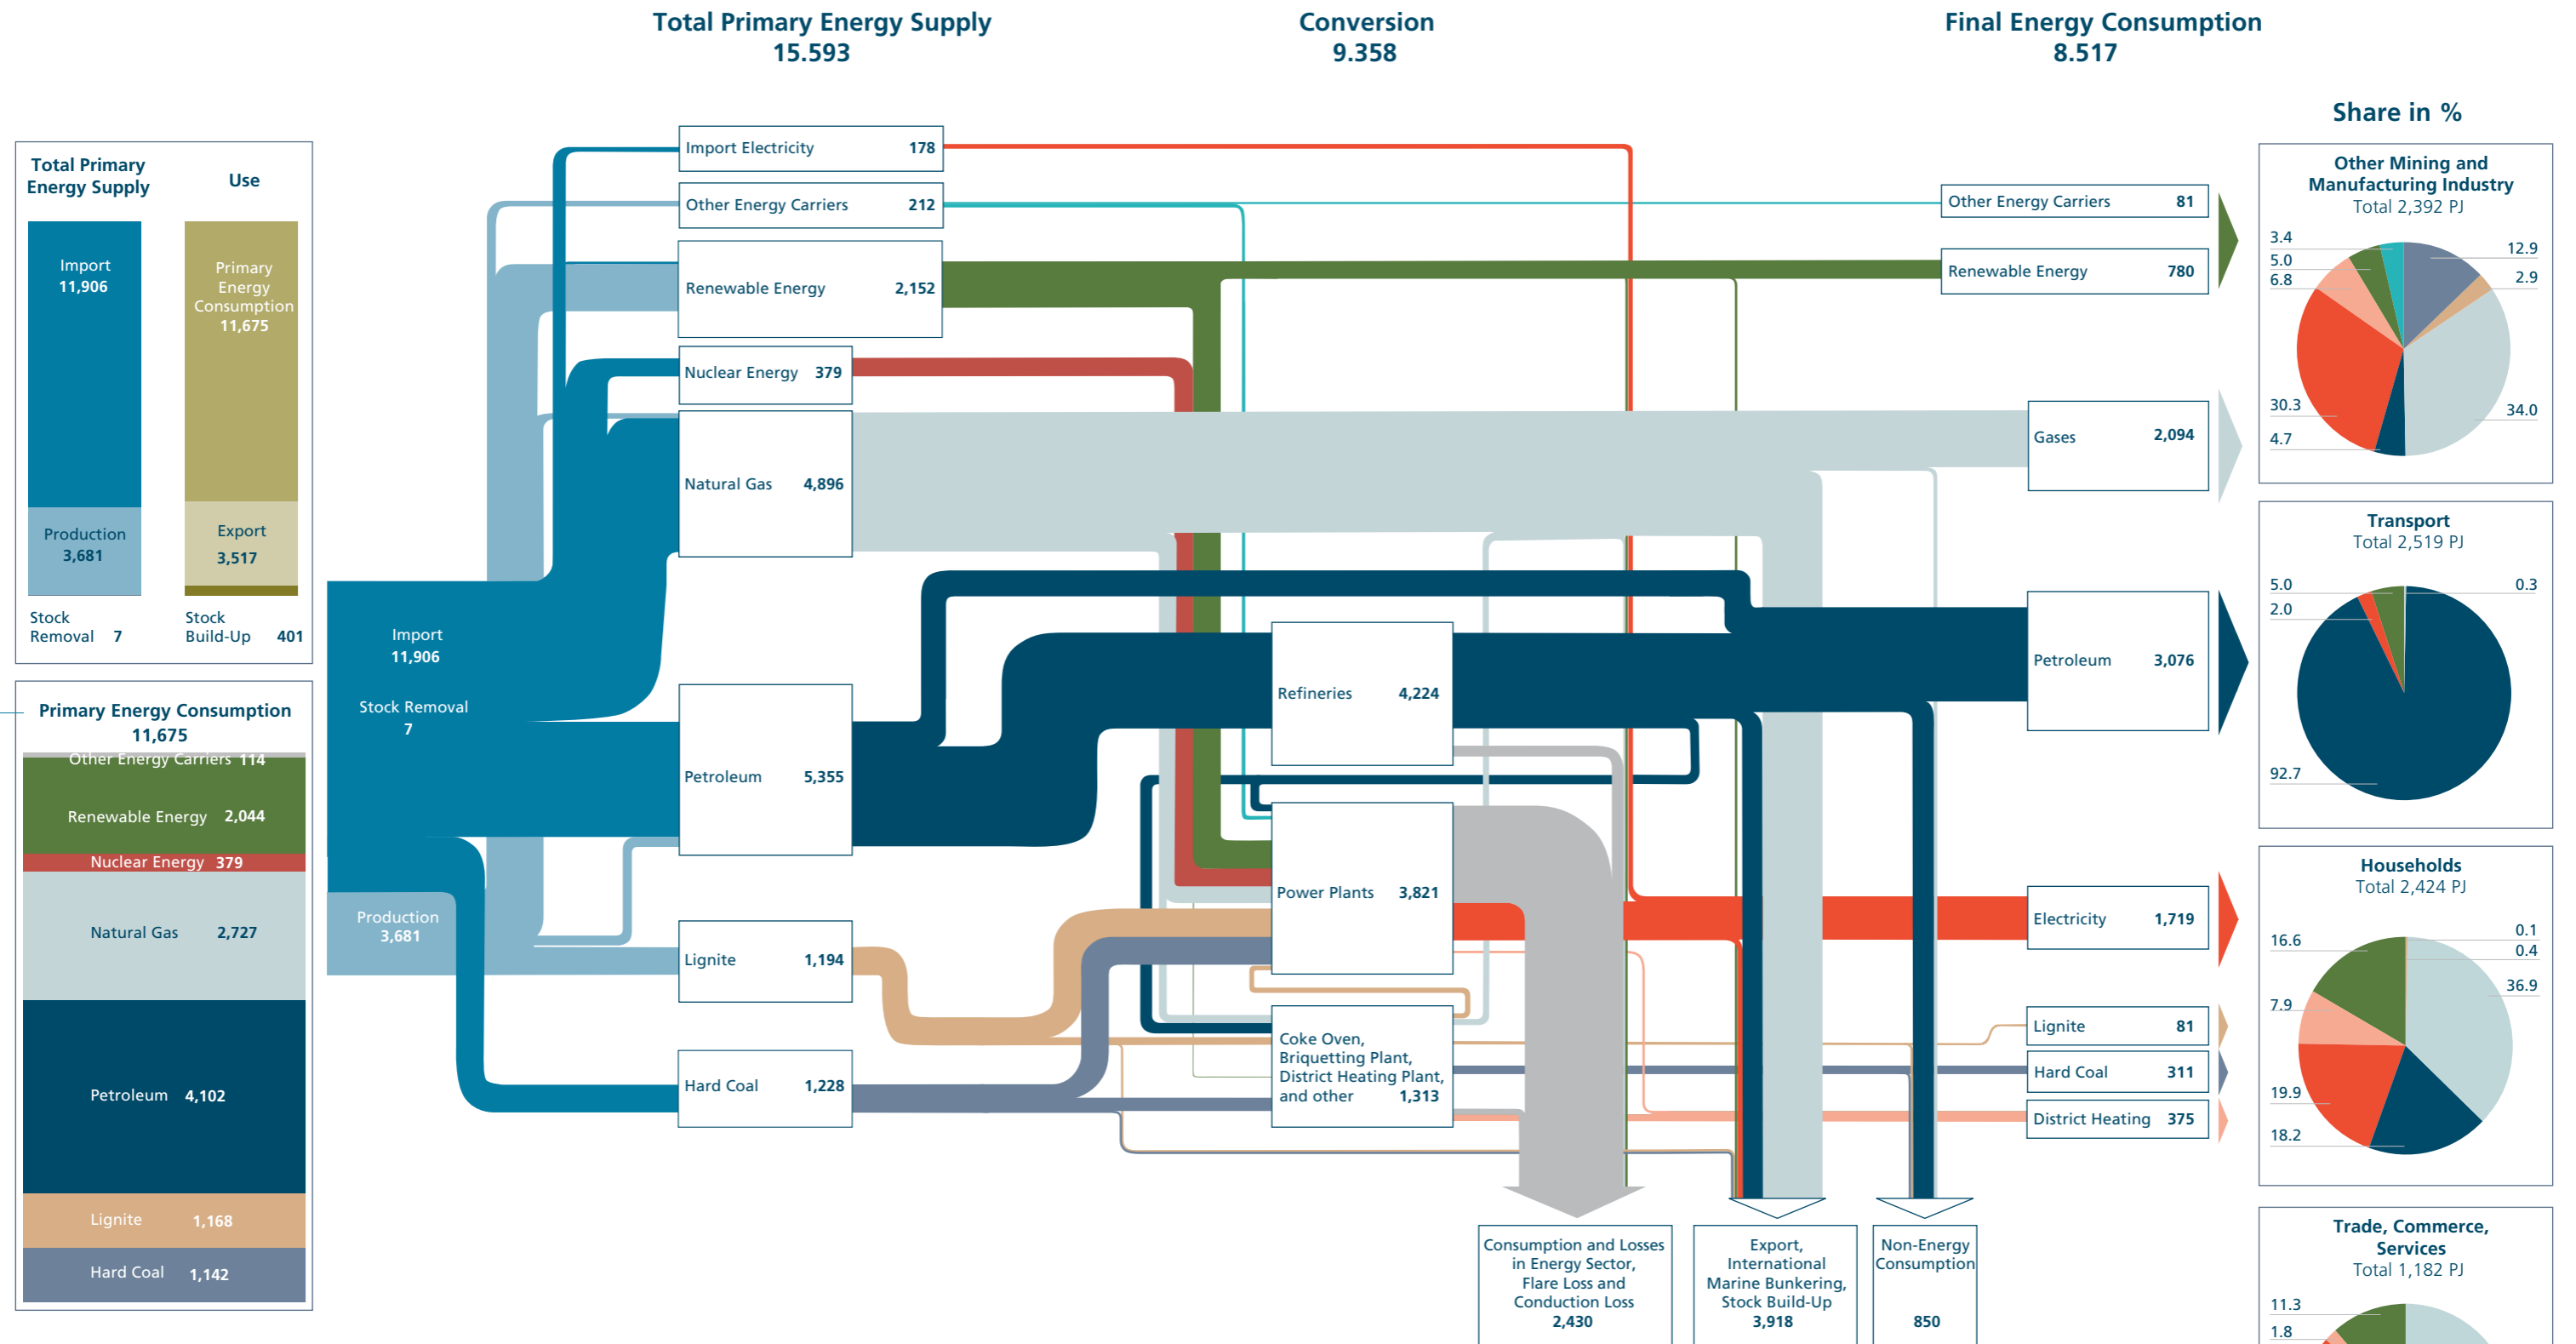 Total Primary Energy Supply
15.593
Conversion
9.358
Final Energy Consumption
8.517
Share in %
Total Primary
Energy Supply
Use
Import
11,906
Primary
Energy
Consumption
11,675
Production
3,681
Export
3,517
Stock
Removal 7
Stock
Build-Up 401
Primary Energy Consumption
11,675
Other Energy Carriers 114
Renewable Energy 2,044
Nuclear Energy 379
Natural Gas 2,727
Petroleum 4,102
Lignite 1,168
Hard Coal 1,142
Import
11,906
Stock Removal
7
Production
3,681
Import Electricity 178
Other Energy Carriers 212
Renewable Energy 2,152
Nuclear Energy 379
Natural Gas 4,896
Petroleum 5,355
Lignite 1,194
Hard Coal 1,228
Refineries 4,224
Power Plants 3,821
Coke Oven,
Briquetting Plant,
District Heating Plant,
and other 1,313
Other Energy Carriers 81
Renewable Energy 780
Gases 2,094
Petroleum 3,076
Electricity 1,719
Lignite 81
Hard Coal 311
District Heating 375
Consumption and Losses
in Energy Sector,
Flare Loss and
Conduction Loss
2,430
Export,
International
Marine Bunkering,
Stock Build-Up
3,918
Non-Energy
Consumption
850
Other Mining and
Manufacturing Industry
Total 2,392 PJ
3.4
12.9
5.0
2.9
6.8
30.3
34.0
4.7
Transport
Total 2,519 PJ
5.0
0.3
2.0
92.7
Households
Total 2,424 PJ
16.6
0.1
0.4
36.9
7.9
19.9
18.2
Trade, Commerce,
Services
Total 1,182 PJ
11.3
1.8